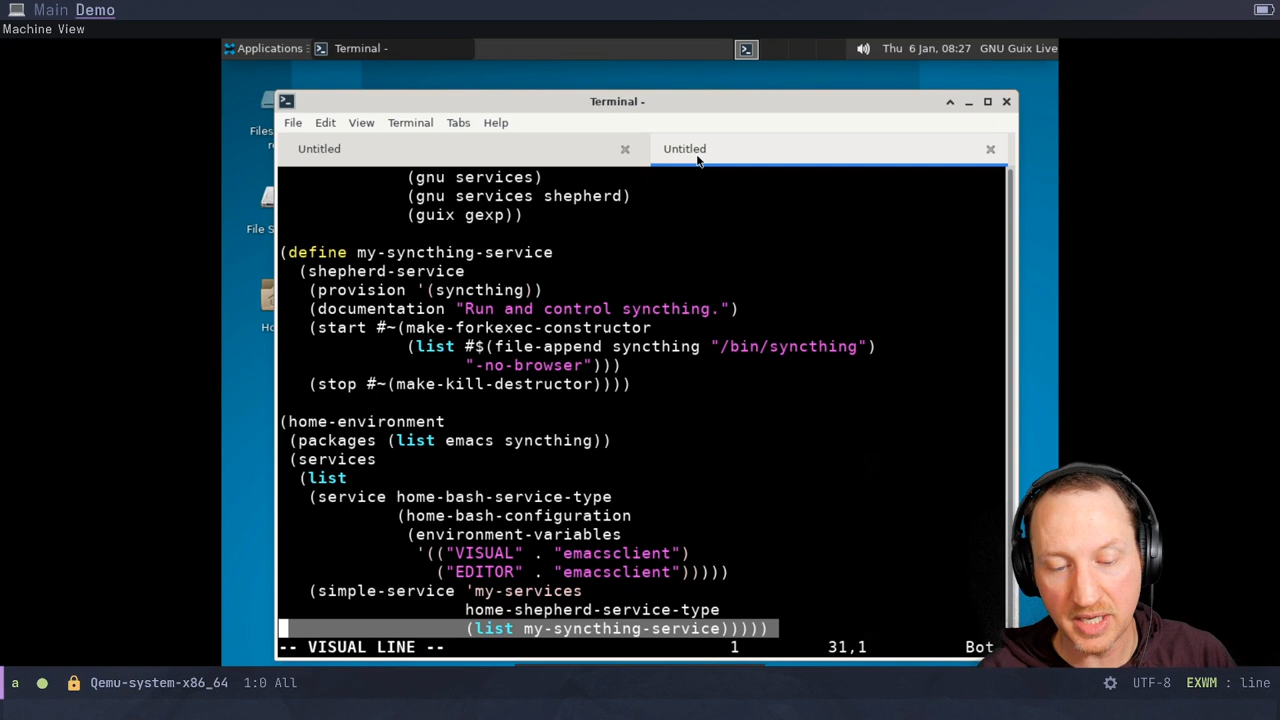 Main Demo
Machine View
Applications Terminal - Thu 6 Jan, 08:27 GNU Guix Live
Terminal -
File Edit View Terminal Tabs Help
Untitled Untitled
(gnu services)
(gnu services shepherd)
(guix gexp))
(define my-syncthing-service
(shepherd-service
(provision '(syncthing))
(documentation "Run and control syncthing.")
(start #~(make-forkexec-constructor
(list #$(file-append syncthing "/bin/syncthing")
"-no-browser")))
(stop #~(make-kill-destructor))))
(home-environment
(packages (list emacs syncthing))
(services
(list
(service home-bash-service-type
(home-bash-configuration
(environment-variables
'(("VISUAL" . "emacsclient")
("EDITOR" . "emacsclient")))))
(simple-service 'my-services
home-shepherd-service-type
(list my-syncthing-service)))))
-- VISUAL LINE -- 1 31,1 Bot
a Qemu-system-x86_64 1:0 All UTF-8 EXWM : line